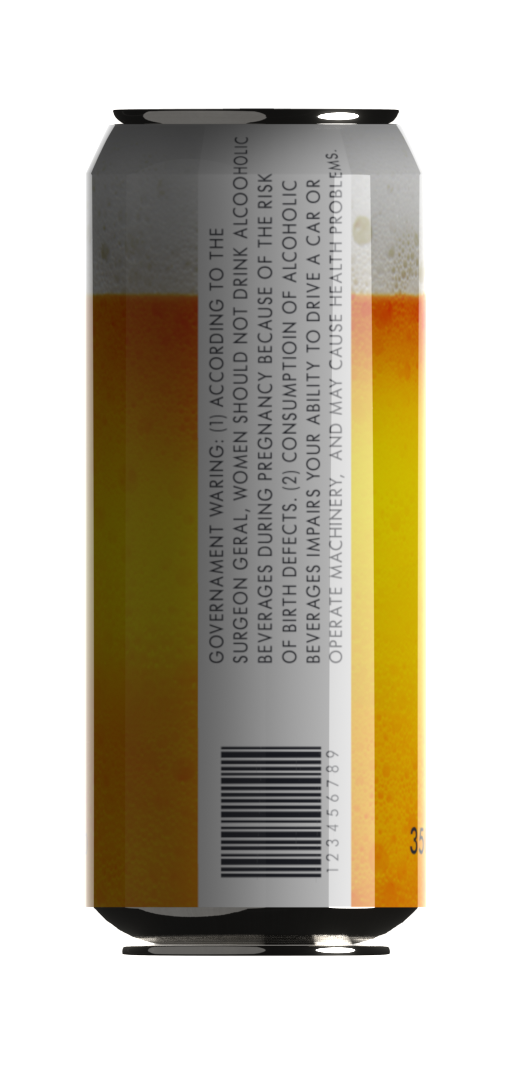 GOVERNAMENT WARING: (1) ACCORDING TO THE
SURGEON GERAL, WOMEN SHOULD NOT DRINK ALCOOHOLIC
BEVERAGES DURING PREGNANCY BECAUSE OF THE RISK
OF BIRTH DEFECTS. (2) CONSUMPTIOIN OF ALCOHOLIC
BEVERAGES IMPAIRS YOUR ABILITY TO DRIVE A CAR OR
OPERATE MACHINERY, AND MAY CAUSE HEALTH PROBLEMS.
123456789
35